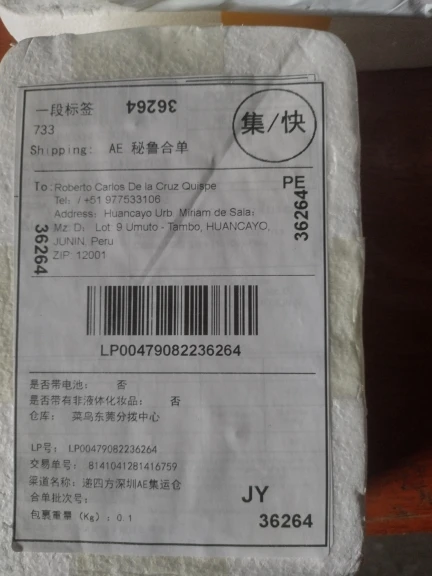 一段标签 36264
733
集/快
Shipping: AE 秘鲁合单
To: Roberto Carlos De la Cruz Quispe
PE
Tel: / +51 977533106
Address: Huancayo Urb. Miriam de Sala:
Mz. D: Lot. 9 Umuto - Tambo, HUANCAYO,
JUNIN, Peru
ZIP: 12001
36264
36264
LP00479082236264
是否带电池: 否
是否带有非液体化妆品: 否
仓库: 菜鸟东莞分拨中心
LP号: LP00479082236264
交易单号: 8141041281416759
渠道名称: 递四方深圳AE集运仓
合单批次号:
包裹重量 (Kg): 0.1
JY
36264